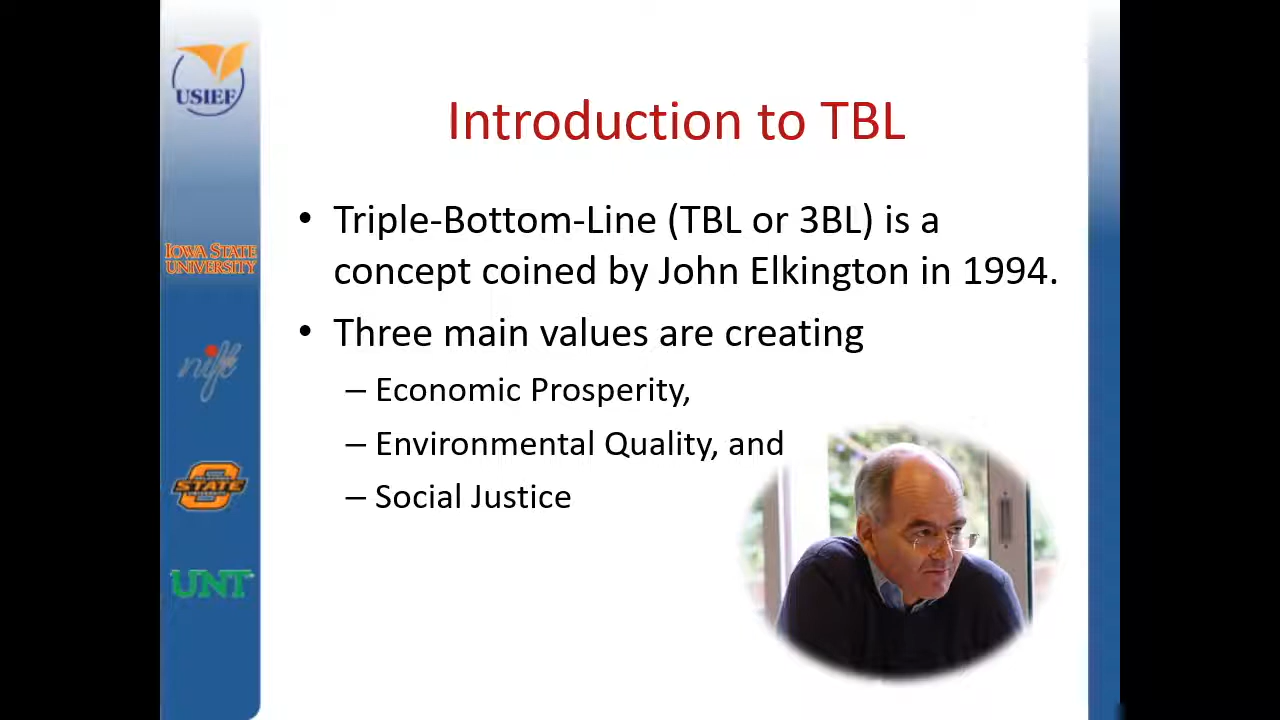 USIEF
IOWA STATE
UNIVERSITY
nift
STATE
UNT
Introduction to TBL
• Triple-Bottom-Line (TBL or 3BL) is a
concept coined by John Elkington in 1994.
• Three main values are creating
– Economic Prosperity,
– Environmental Quality, and
– Social Justice